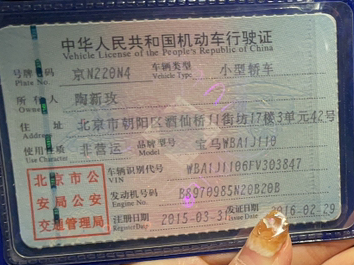 中华人民共和国机动车行驶证
Vehicle License of the People's Republic of China
号牌号码 京N220N4 车辆类型 小型轿车
Plate No. Vehicle Type
所有人 陶新玫
Owner
住 址 北京市朝阳区酒仙桥11街坊17楼3单元42号
Address
使用性质 非营运 品牌型号 宝马WBA1J110
Use Character Model
车辆识别代号 WBA1J1106FV303847
VIN
发动机号码 B8970985N20B20B
Engine No.
北京市公
安局公安
交通管理局
注册日期 2015-03-31 发证日期 2016-02-29
Register Date Issue Date